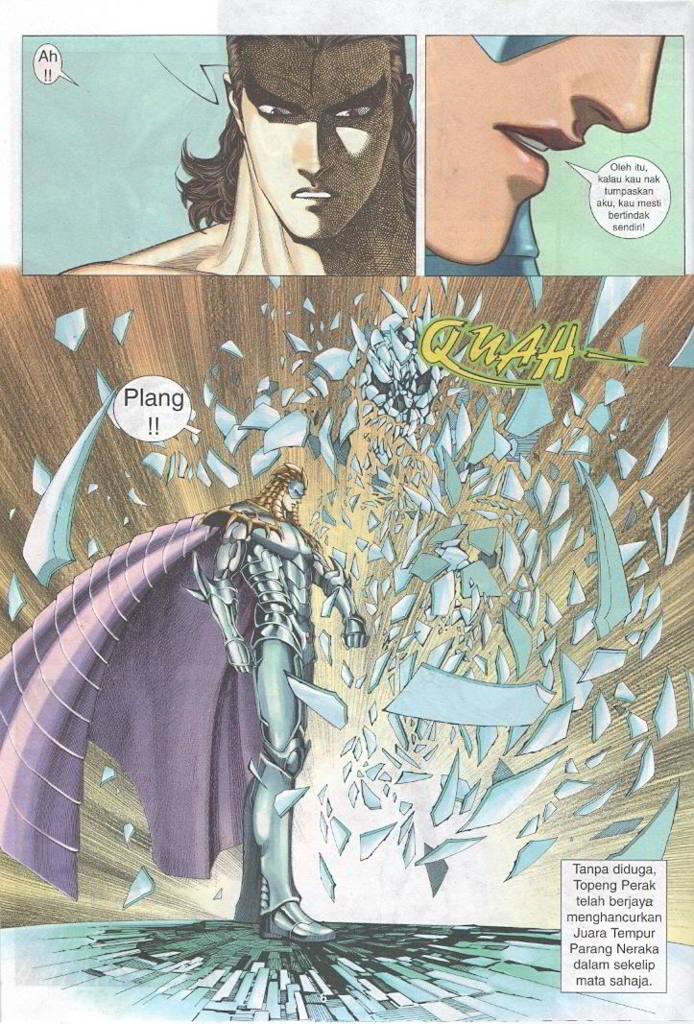 Ah
!!
Oleh itu,
kalau kau nak
tumpaskan
aku, kau mesti
bertindak
sendiri!
QUAH
Plang
!!
Tanpa diduga,
Topeng Perak
telah berjaya
menghancurkan
Juara Tempur
Parang Neraka
dalam sekelip
mata sahaja.
6